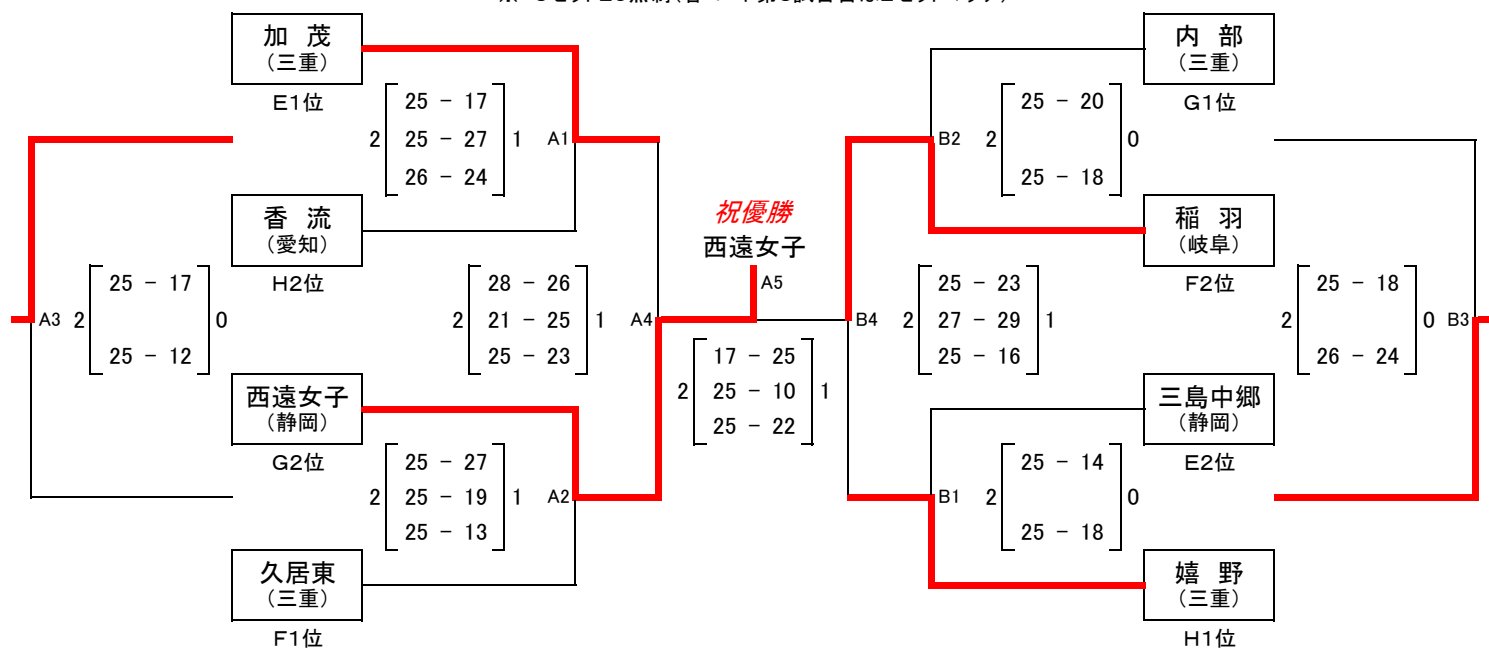 加 茂
（三重）
E1位
2 25 － 17 1 A1
25 － 27
26 － 24
香 流
（愛知）
H2位
A3 2 25 － 17 0
25 － 12
2 28 － 26 1 A4
21 － 25
25 － 23
西遠女子
（静岡）
G2位
2 25 － 27 1 A2
25 － 19
25 － 13
久居東
（三重）
F1位
祝優勝
西遠女子
A5
2 17 － 25 1
25 － 10
25 － 22
内 部
（三重）
G1位
B2 2 25 － 20 0
25 － 18
稲 羽
（岐阜）
F2位
B4 2 25 － 23 1
27 － 29
25 － 16
2 25 － 18 0 B3
26 － 24
三島中郷
（静岡）
E2位
B1 2 25 － 14 0
25 － 18
嬉 野
（三重）
H1位